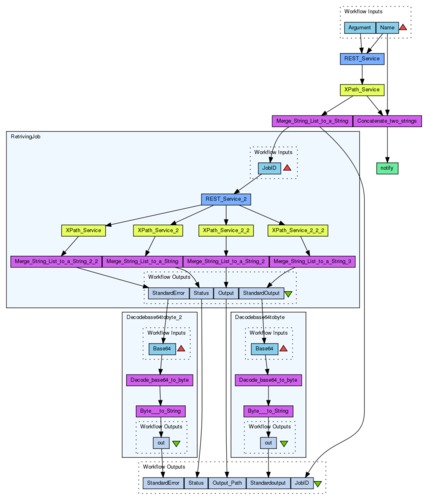 Workflow Inputs
Argument Name
REST_Service
XPath_Service
Merge_String_List_to_a_String Concatenate_two_strings
RetrivingJob
Workflow Inputs
JobID
notify
REST_Service_2
XPath_Service XPath_Service_2 XPath_Service_2_2 XPath_Service_2_2_2
Merge_String_List_to_a_String_2_2 Merge_String_List_to_a_String Merge_String_List_to_a_String_2 Merge_String_List_to_a_String_3
Workflow Outputs
StandardError Status Output StandardOutput
Decodebase64tobyte_2 Decodebase64tobyte
Workflow Inputs Workflow Inputs
Base64 Base64
Decode_base64_to_byte Decode_base64_to_byte
Byte___to_String Byte___to_String
Workflow Outputs Workflow Outputs
out out
Workflow Outputs
StandardError Status Output_Path Standardoutput JobID